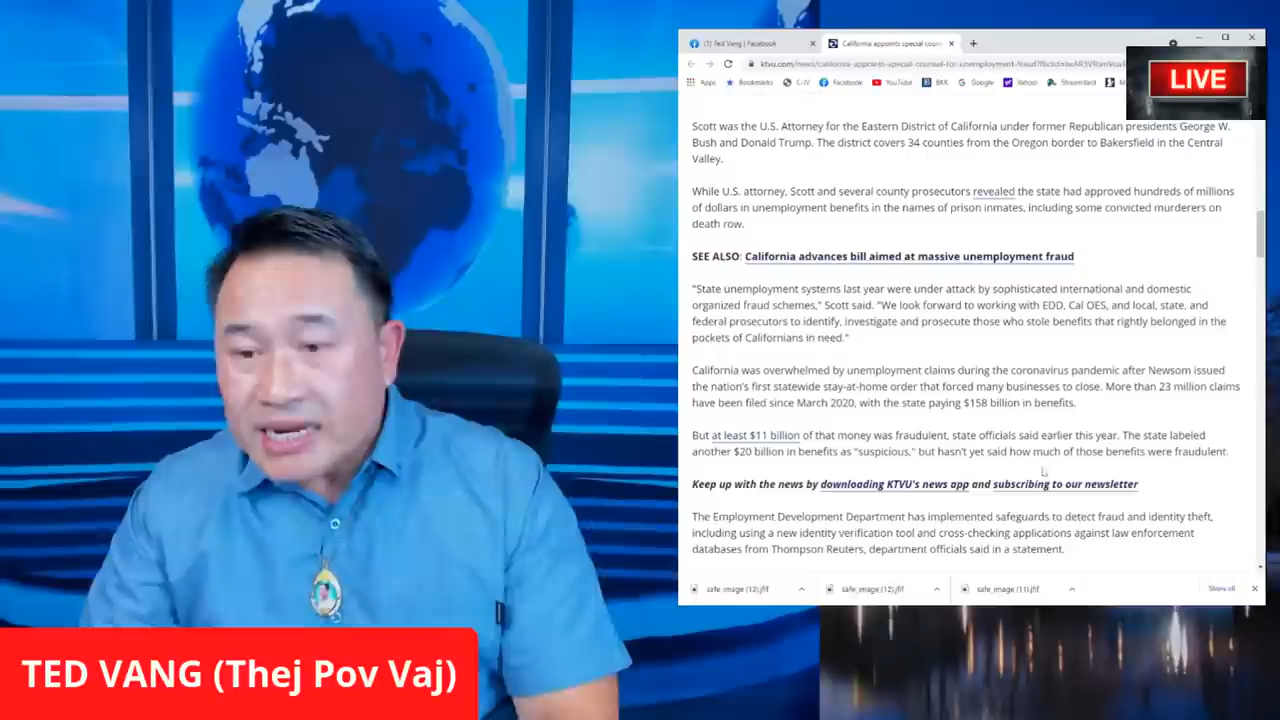 (1) Ted Vang | Facebook
California appoints special coun
LIVE
Apps
Bookmarks
C-IV
Facebook
YouTube
BKK
Google
Yahoo!
StreamYard
Scott was the U.S. Attorney for the Eastern District of California under former Republican presidents George W.
Bush and Donald Trump. The district covers 34 counties from the Oregon border to Bakersfield in the Central
Valley.
While U.S. attorney, Scott and several county prosecutors revealed the state had approved hundreds of millions
of dollars in unemployment benefits in the names of prison inmates, including some convicted murderers on
death row.
SEE ALSO: California advances bill aimed at massive unemployment fraud
"State unemployment systems last year were under attack by sophisticated international and domestic
organized fraud schemes," Scott said. "We look forward to working with EDD, Cal OES, and local, state, and
federal prosecutors to identify, investigate and prosecute those who stole benefits that rightly belonged in the
pockets of Californians in need."
California was overwhelmed by unemployment claims during the coronavirus pandemic after Newsom issued
the nation's first statewide stay-at-home order that forced many businesses to close. More than 23 million claims
have been filed since March 2020, with the state paying $158 billion in benefits.
But at least $11 billion of that money was fraudulent, state officials said earlier this year. The state labeled
another $20 billion in benefits as "suspicious," but hasn't yet said how much of those benefits were fraudulent.
Keep up with the news by downloading KTVU's news app and subscribing to our newsletter
The Employment Development Department has implemented safeguards to detect fraud and identity theft,
including using a new identity verification tool and cross-checking applications against law enforcement
databases from Thompson Reuters, department officials said in a statement.
safe_image (13).jfif
safe_image (12).jfif
safe_image (11).jfif
Show all
TED VANG (Thej Pov Vaj)